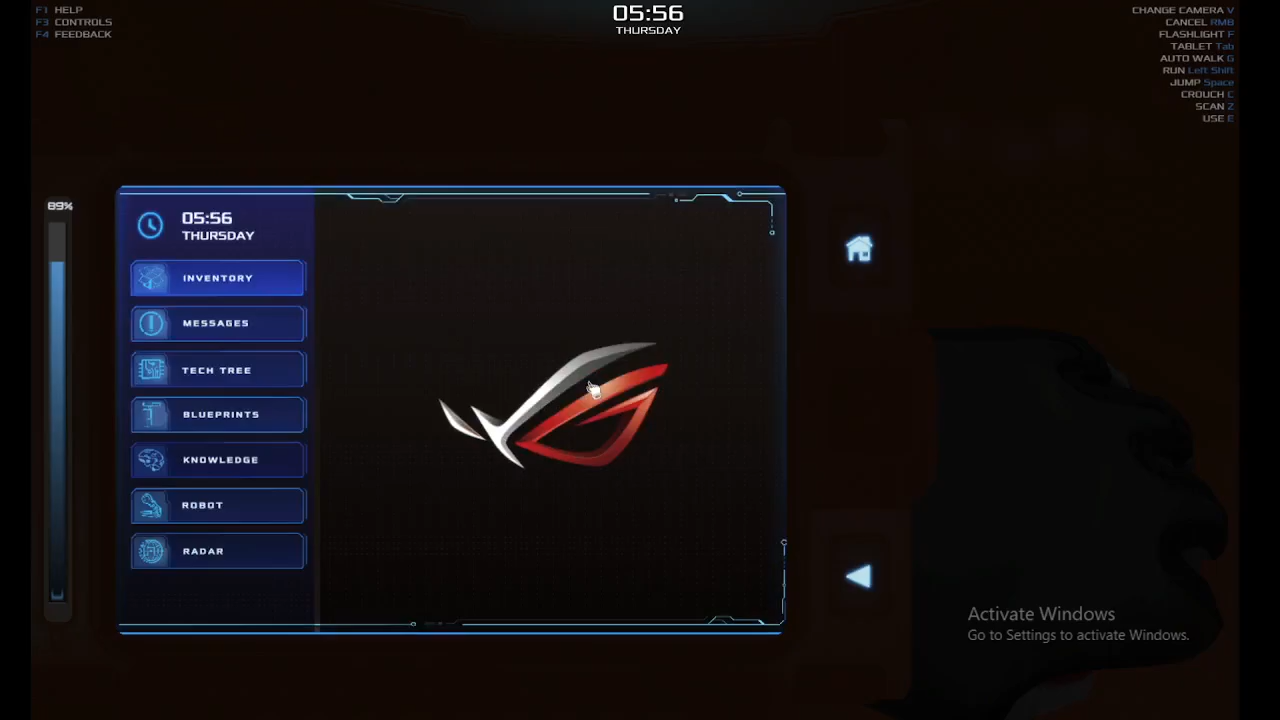 F1 HELP
F3 CONTROLS
F4 FEEDBACK
05:56
THURSDAY
CHANGE CAMERA V
CANCEL RMB
FLASHLIGHT F
TABLET Tab
AUTO WALK G
RUN Left Shift
JUMP Space
CROUCH C
SCAN Z
USE E
89%
05:56
THURSDAY
INVENTORY
MESSAGES
TECH TREE
BLUEPRINTS
KNOWLEDGE
ROBOT
RADAR
Activate Windows
Go to Settings to activate Windows.